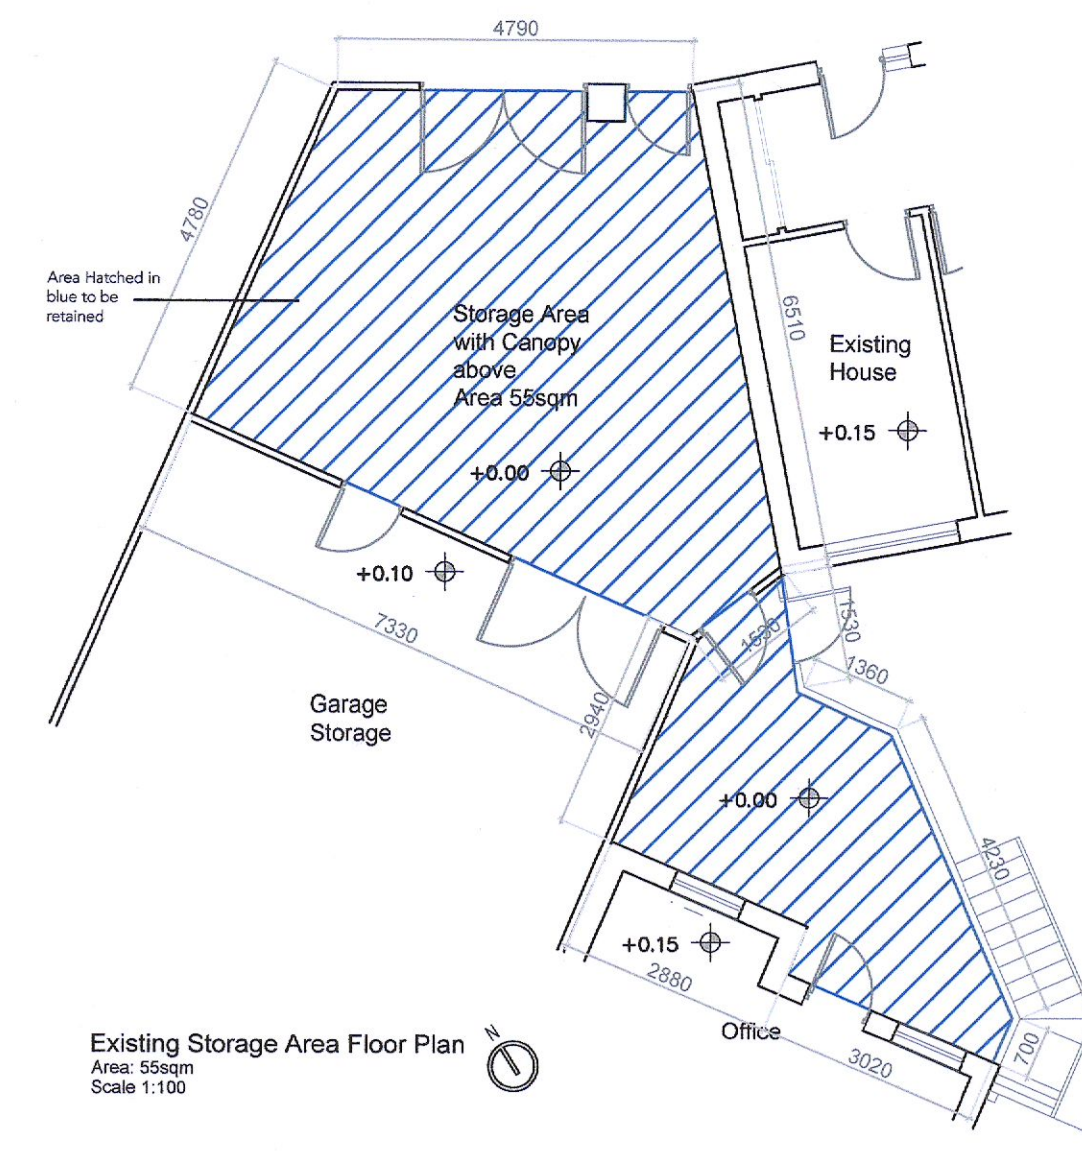 4790
4780
Area Hatched in
blue to be
retained
Storage Area
with Canopy
above
Area 55sqm
6510
Existing
House
+0.15
+0.00
+0.10
7330
1530
1530
1360
Garage
Storage
2940
+0.00
4230
+0.15
2880
Office
3020
700
Existing Storage Area Floor Plan
Area: 55sqm
Scale 1:100
N